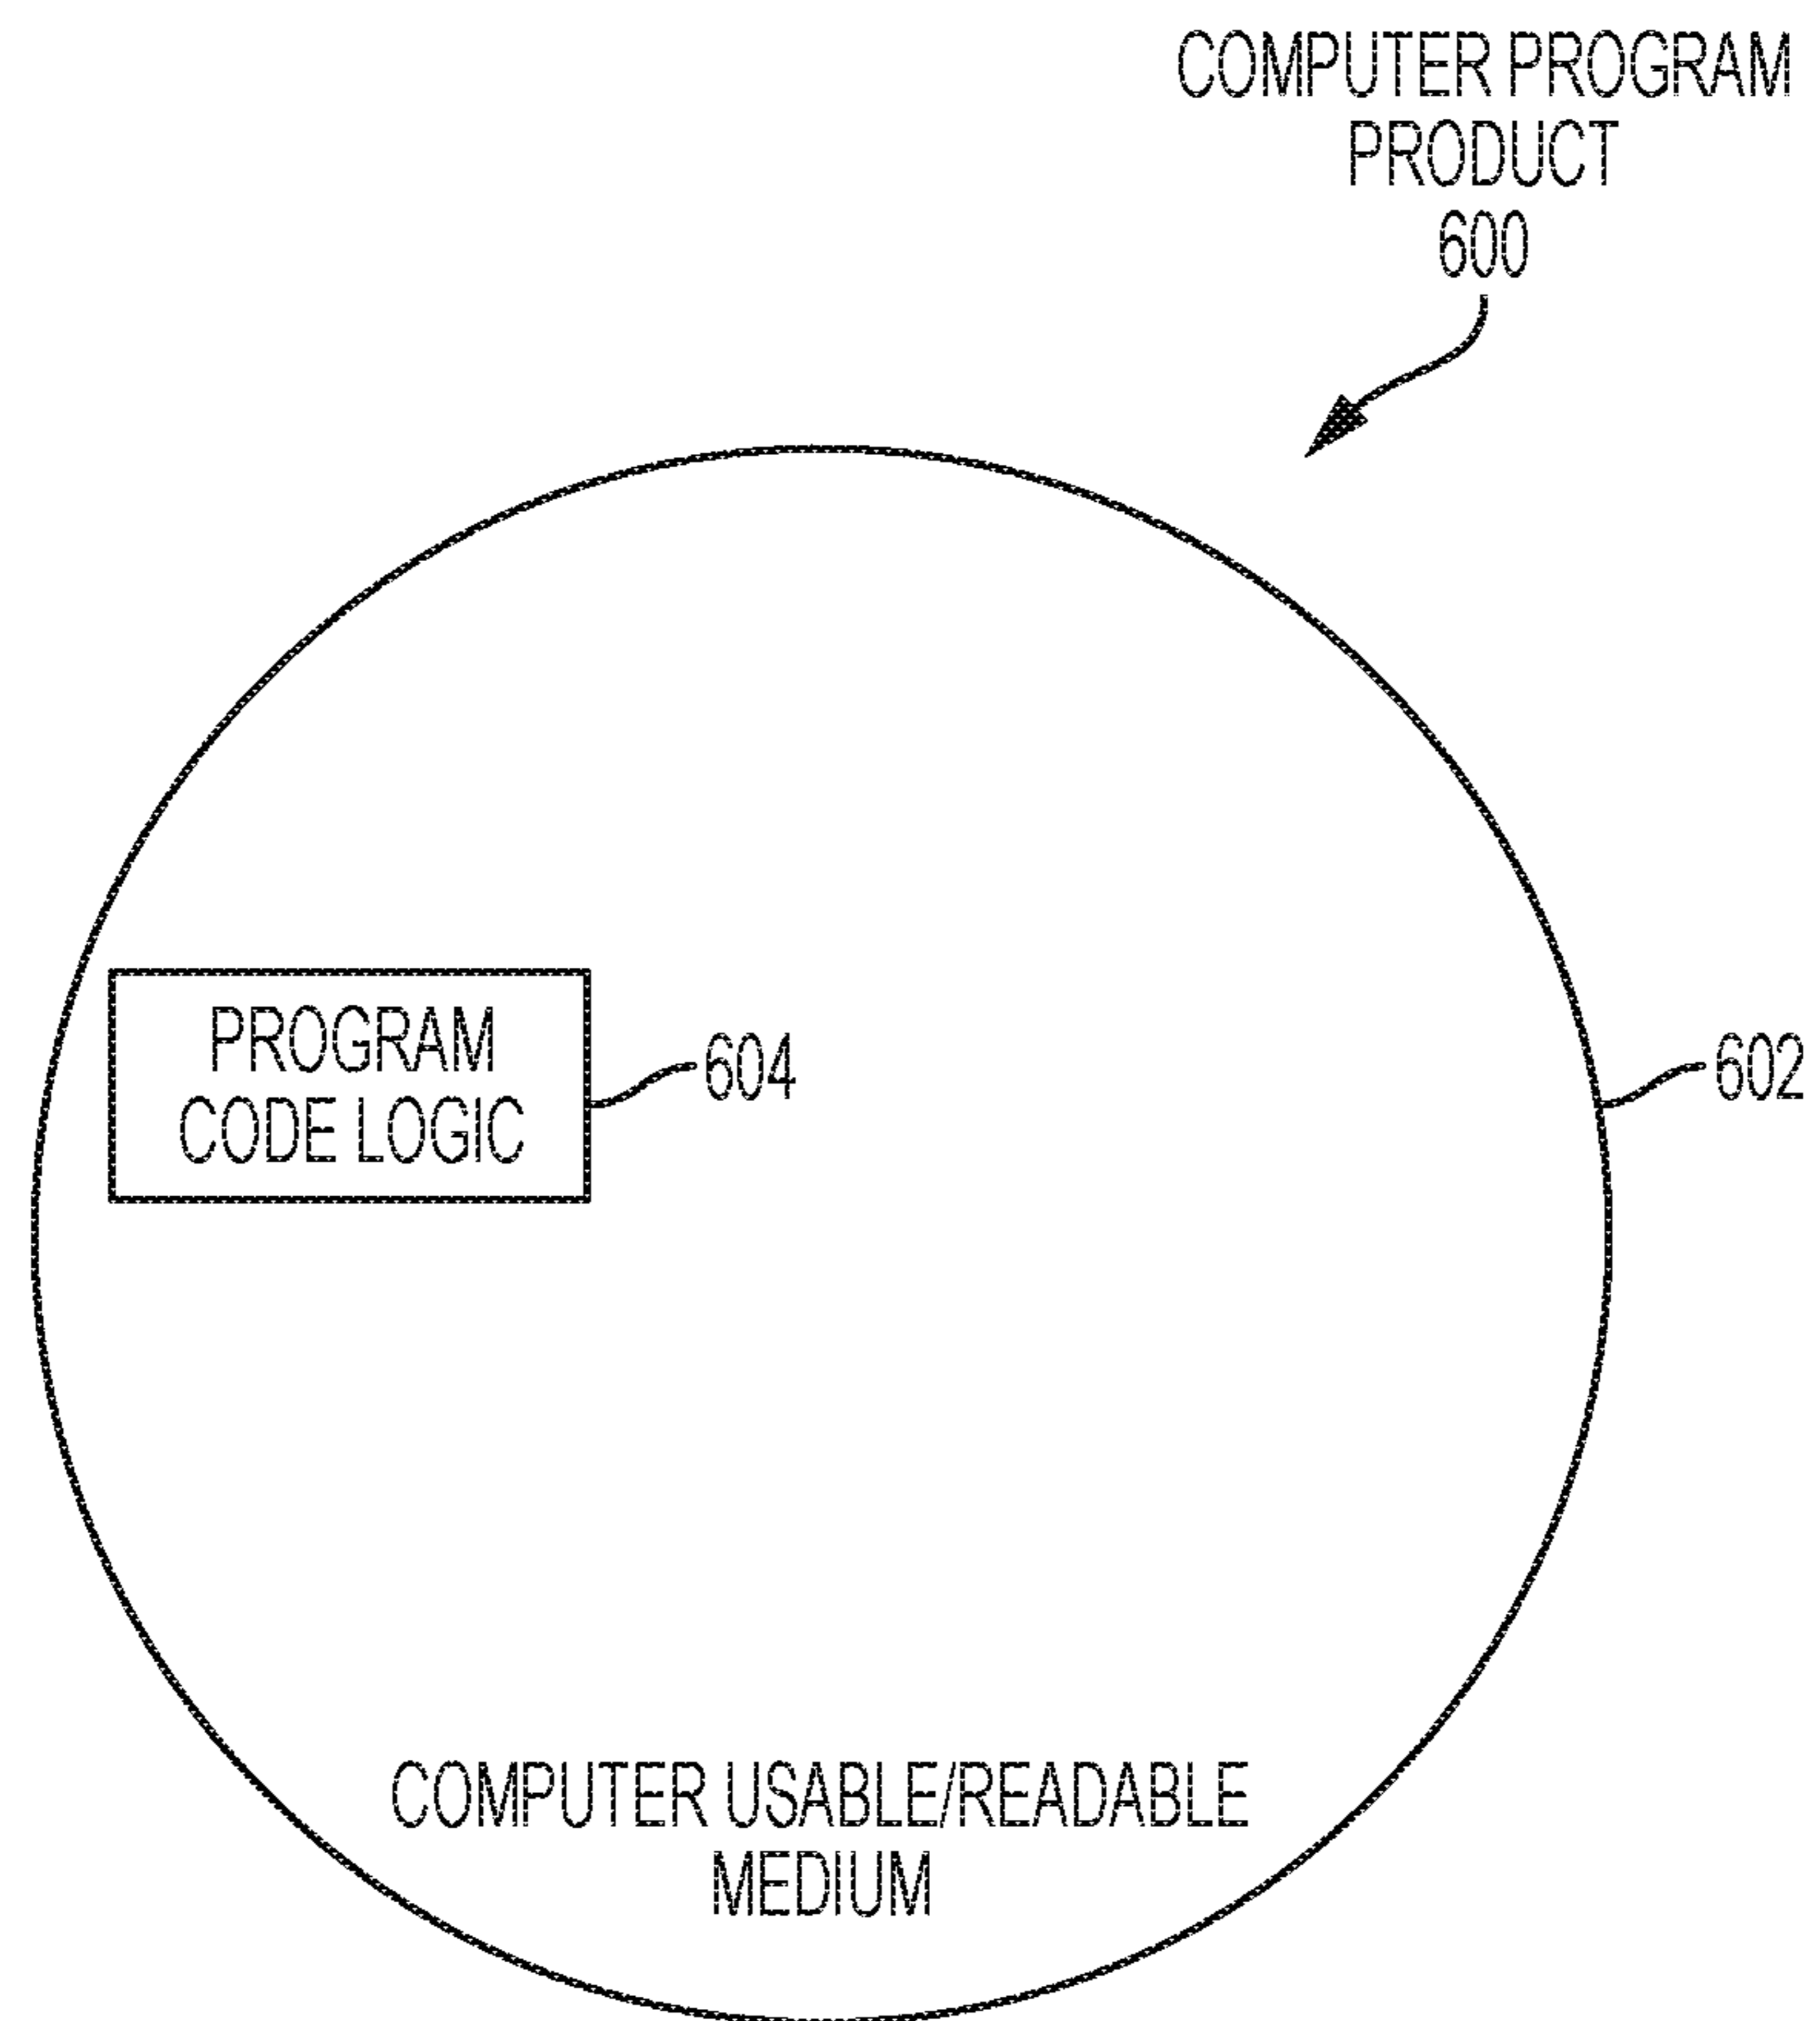 COMPUTER PROGRAM
PRODUCT
600
PROGRAM
CODE LOGIC
604
602
COMPUTER USABLE/READABLE
MEDIUM